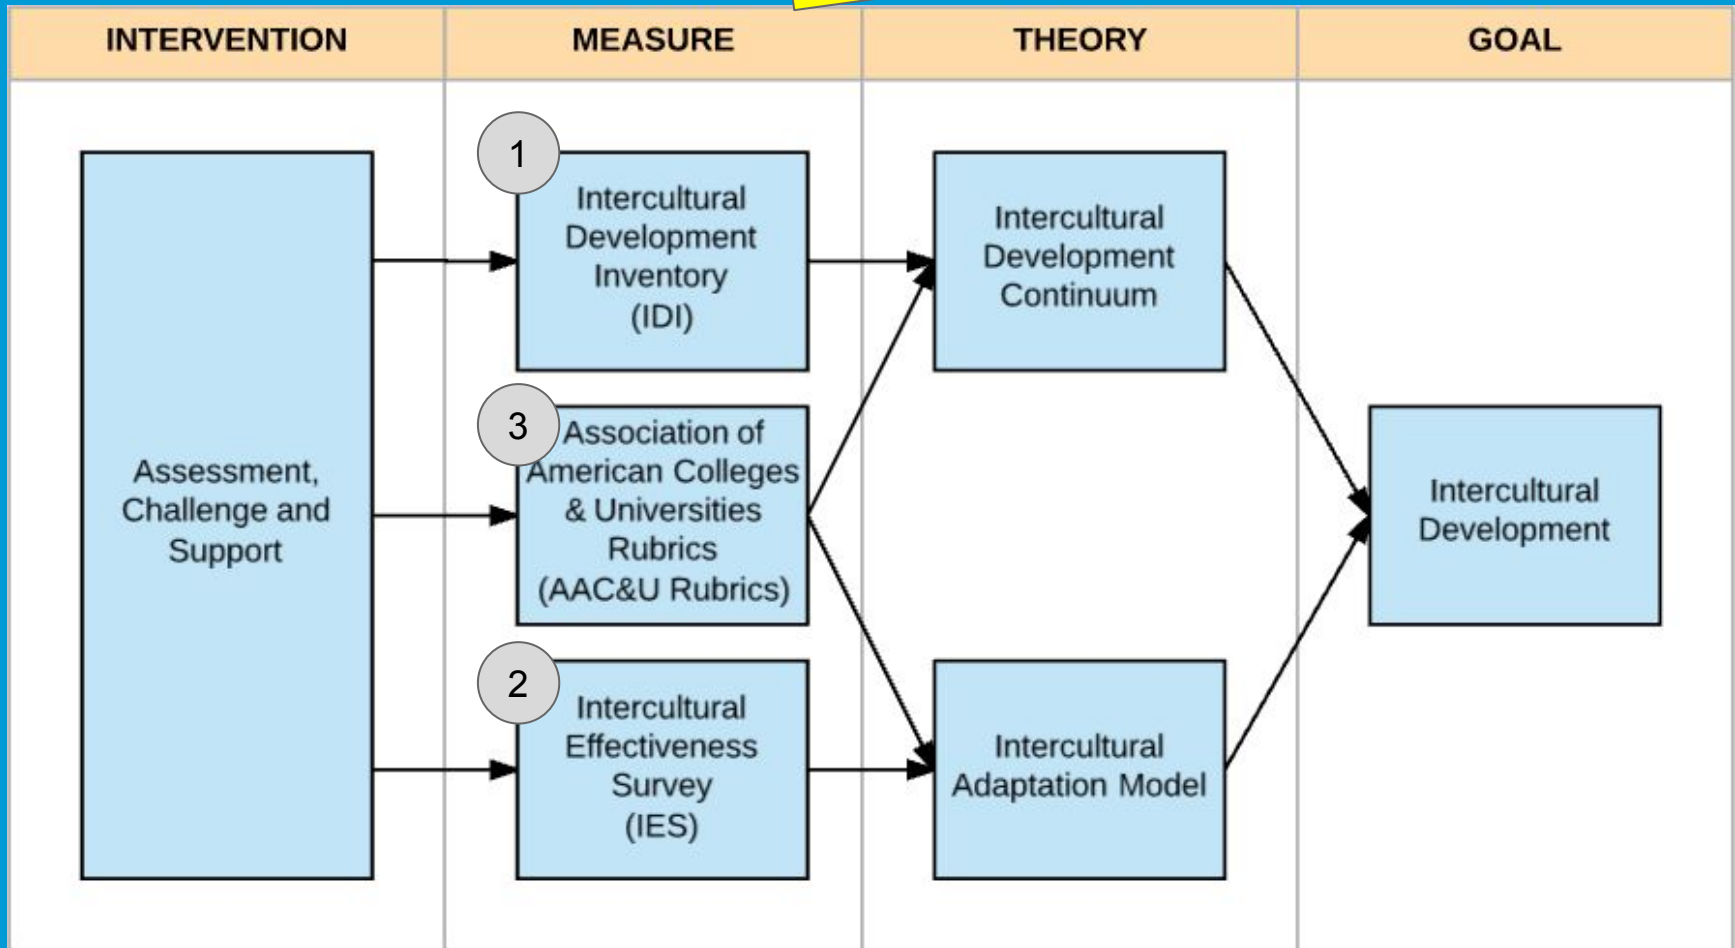 INTERVENTION
MEASURE
THEORY
GOAL
Assessment,
Challenge and
Support
1
Intercultural
Development
Inventory
(IDI)
3
Association of
American Colleges
& Universities
Rubrics
(AAC&U Rubrics)
2
Intercultural
Effectiveness
Survey
(IES)
Intercultural
Development
Continuum
Intercultural
Adaptation Model
Intercultural
Development